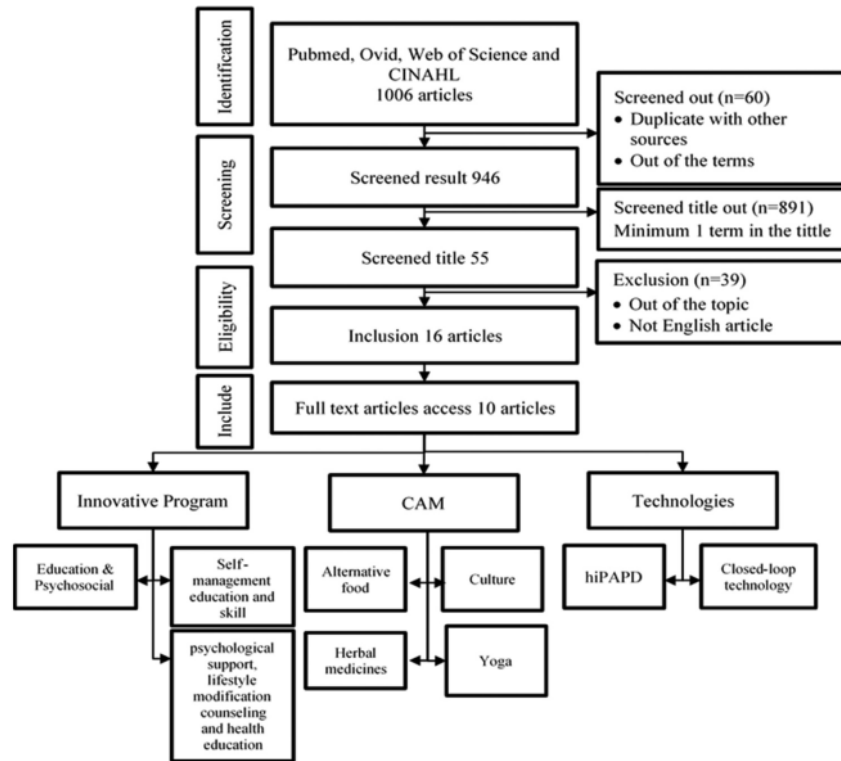 Identification
Pubmed, Ovid, Web of Science and
CINAHL
1006 articles
Screened out (n=60)
• Duplicate with other
sources
• Out of the terms
Screening
Screened result 946
Screened title out (n=891)
Minimum 1 term in the tittle
Screened title 55
Exclusion (n=39)
• Out of the topic
• Not English article
Eligibility
Inclusion 16 articles
Include
Full text articles access 10 articles
Innovative Program
CAM
Technologies
Education &
Psychosocial
Self-
management
education and
skill
Alternative
food
Culture
hiPAPD
Closed-loop
technology
psychological
support,
lifestyle
modification
counseling
and health
education
Herbal
medicines
Yoga